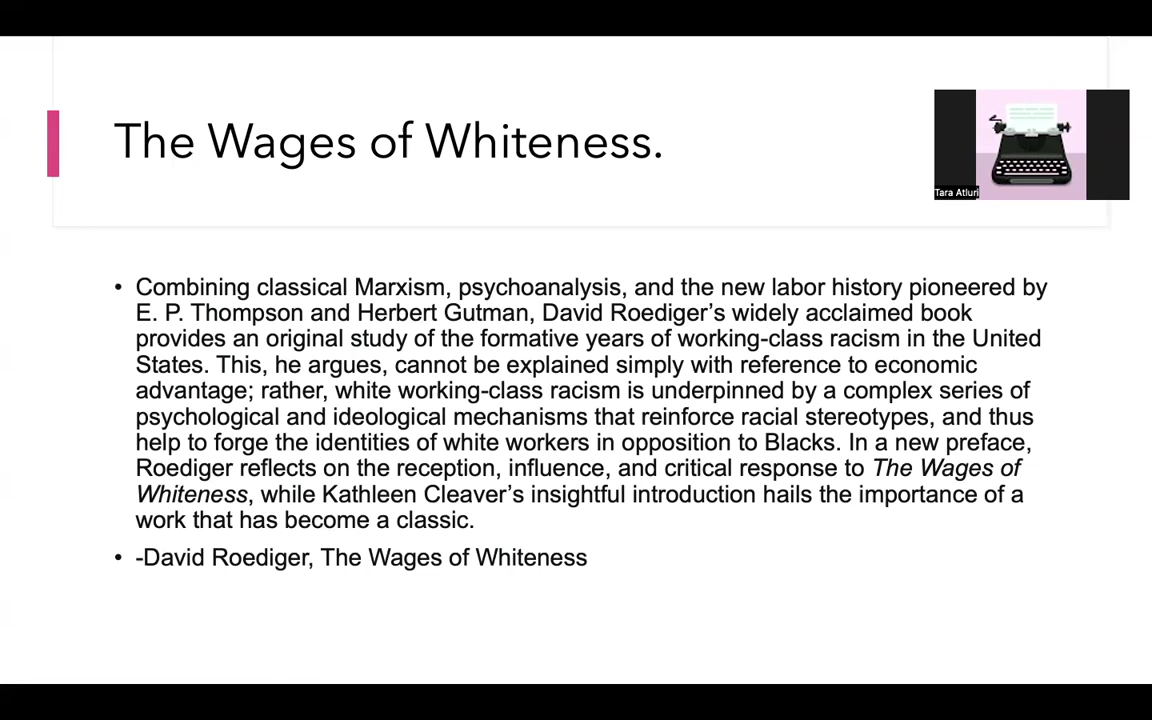 The Wages of Whiteness.
Tara Atluri
• Combining classical Marxism, psychoanalysis, and the new labor history pioneered by
E. P. Thompson and Herbert Gutman, David Roediger’s widely acclaimed book
provides an original study of the formative years of working-class racism in the United
States. This, he argues, cannot be explained simply with reference to economic
advantage; rather, white working-class racism is underpinned by a complex series of
psychological and ideological mechanisms that reinforce racial stereotypes, and thus
help to forge the identities of white workers in opposition to Blacks. In a new preface,
Roediger reflects on the reception, influence, and critical response to The Wages of
Whiteness, while Kathleen Cleaver’s insightful introduction hails the importance of a
work that has become a classic.
• -David Roediger, The Wages of Whiteness